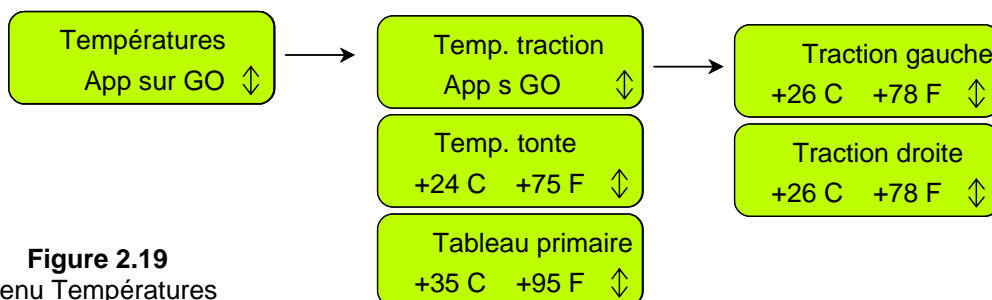 Températures
App sur GO ↕
Temp. traction
App s GO ↕
Temp. tonte
+24 C +75 F ↕
Tableau primaire
+35 C +95 F ↕
Traction gauche
+26 C +78 F ↕
Traction droite
+26 C +78 F ↕
Figure 2.19
enu Températures